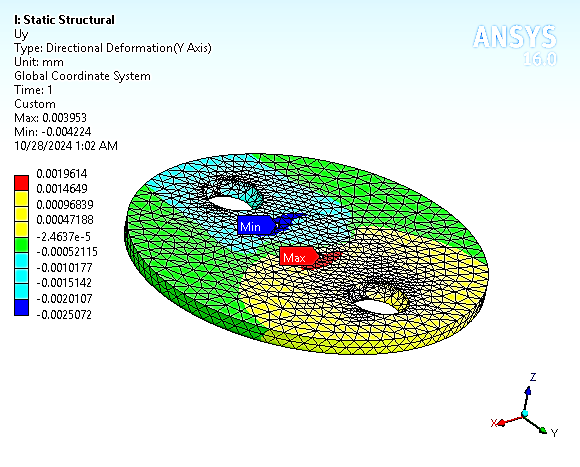 I: Static Structural
Uy
Type: Directional Deformation(Y Axis)
Unit: mm
Global Coordinate System
Time: 1
Custom
Max: 0.003953
Min: -0.004224
10/28/2024 1:02 AM
ANSYS
16.0
0.0019614
0.0014649
0.00096839
0.00047188
-2.4637e-5
-0.00052115
-0.0010177
-0.0015142
-0.0020107
-0.0025072
Min
Max
Z
X
Y